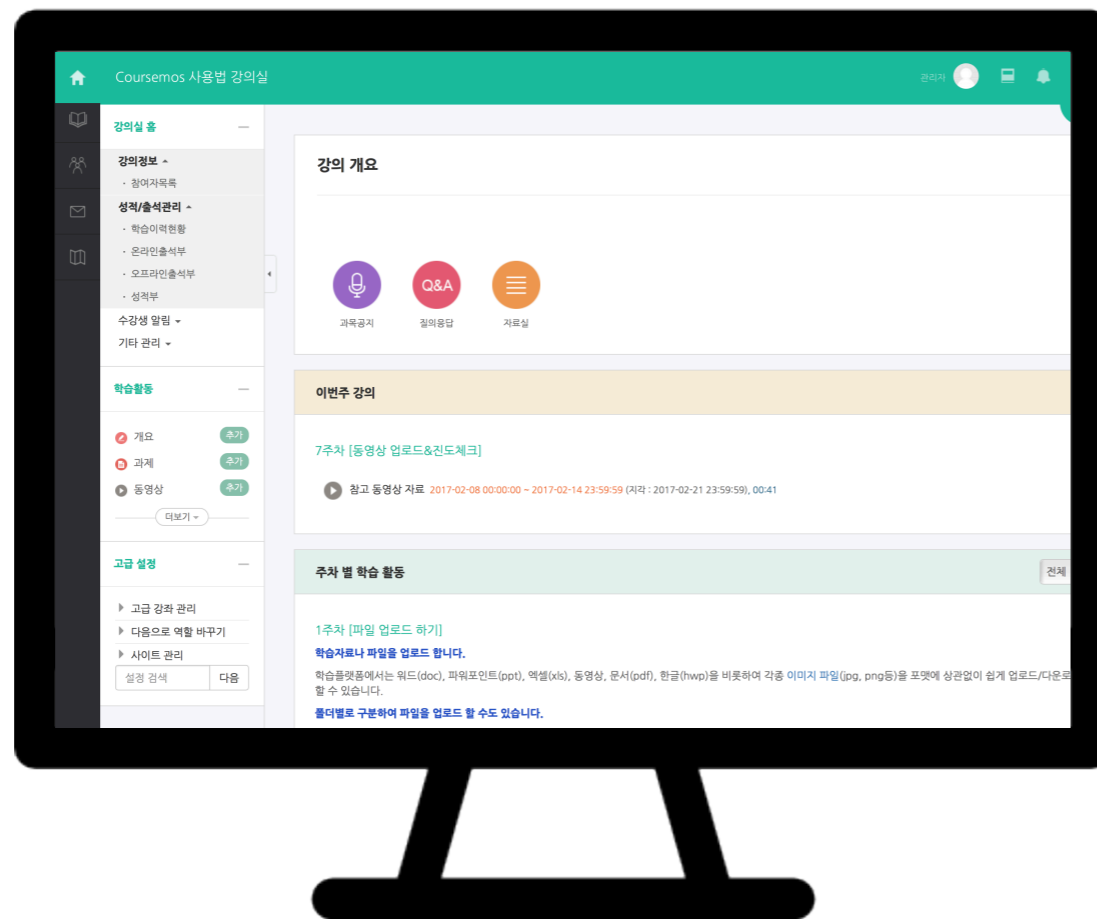 Coursemos 사용법 강의실
관리자
강의실 홈
강의정보
· 참여자목록
성적/출석관리
· 학습이력현황
· 온라인출석부
· 오프라인출석부
· 성적부
수강생 알림
기타 관리
학습활동
개요 추가
과제 추가
동영상 추가
더보기
고급 설정
고급 강좌 관리
다음으로 역할 바꾸기
사이트 관리
설정 검색 다음
강의 개요
Q&A
과목공지 질의응답 자료실
이번주 강의
7주차 [동영상 업로드&진도체크]
참고 동영상 자료 2017-02-08 00:00:00 ~ 2017-02-14 23:59:59 (지각 : 2017-02-21 23:59:59), 00:41
주차 별 학습 활동 전체
1주차 [파일 업로드 하기]
학습자료나 파일을 업로드 합니다.
학습플랫폼에서는 워드(doc), 파워포인트(ppt), 엑셀(xls), 동영상, 문서(pdf), 한글(hwp)을 비롯하여 각종 이미지 파일(jpg, png등)을 포맷에 상관없이 쉽게 업로드/다운로
할 수 있습니다.
폴더별로 구분하여 파일을 업로드 할 수도 있습니다.